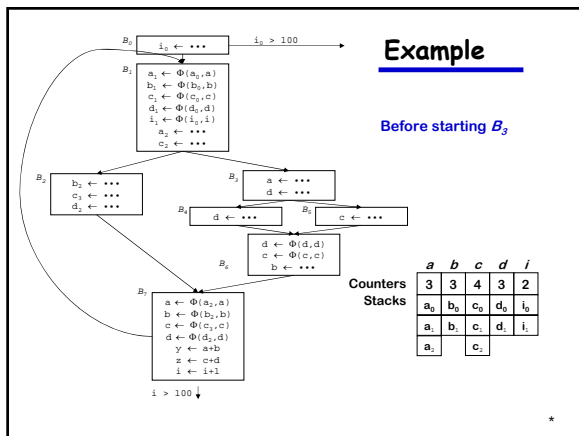 Example
Before starting B₃
B₀
i₀ ← •••
i₀ > 100
B₁
a₁ ← Φ(a₀,a)
b₁ ← Φ(b₀,b)
c₁ ← Φ(c₀,c)
d₁ ← Φ(d₀,d)
i₁ ← Φ(i₀,i)
a₂ ← •••
c₂ ← •••
B₂
b₂ ← •••
c₃ ← •••
d₂ ← •••
B₃
a ← •••
d ← •••
B₄
d ← •••
B₅
c ← •••
B₆
d ← Φ(d,d)
c ← Φ(c,c)
b ← •••
B₇
a ← Φ(a₂,a)
b ← Φ(b₂,b)
c ← Φ(c₃,c)
d ← Φ(d₂,d)
y ← a+b
z ← c+d
i ← i+1
i > 100
a b c d i
Counters 3 3 4 3 2
Stacks a₀ b₀ c₀ d₀ i₀
a₁ b₁ c₁ d₁ i₁
a₂ c₂
*